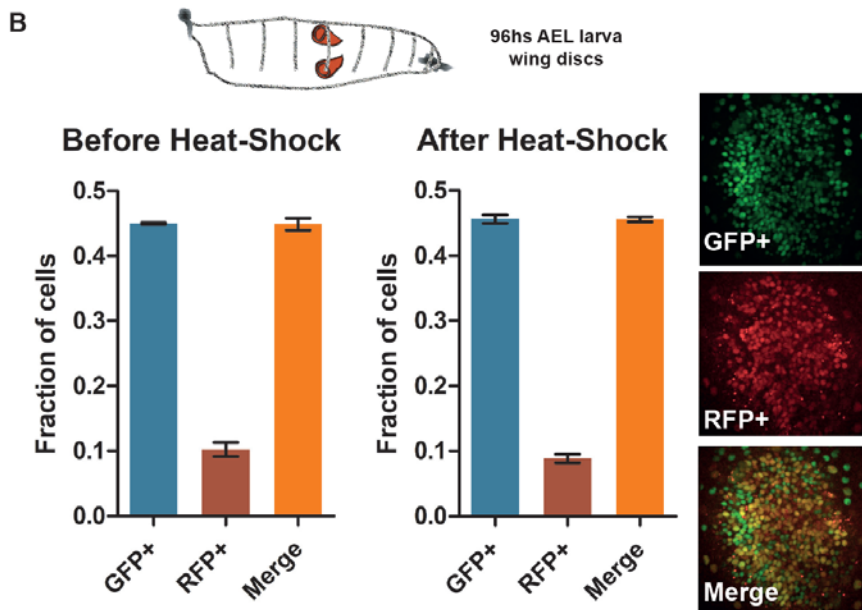 B
96hs AEL larva
wing discs
Before Heat-Shock
After Heat-Shock
Fraction of cells
0.5
0.4
0.3
0.2
0.1
0.0
GFP+
RFP+
Merge
Fraction of cells
0.5
0.4
0.3
0.2
0.1
0.0
GFP+
RFP+
Merge
GFP+
RFP+
Merge